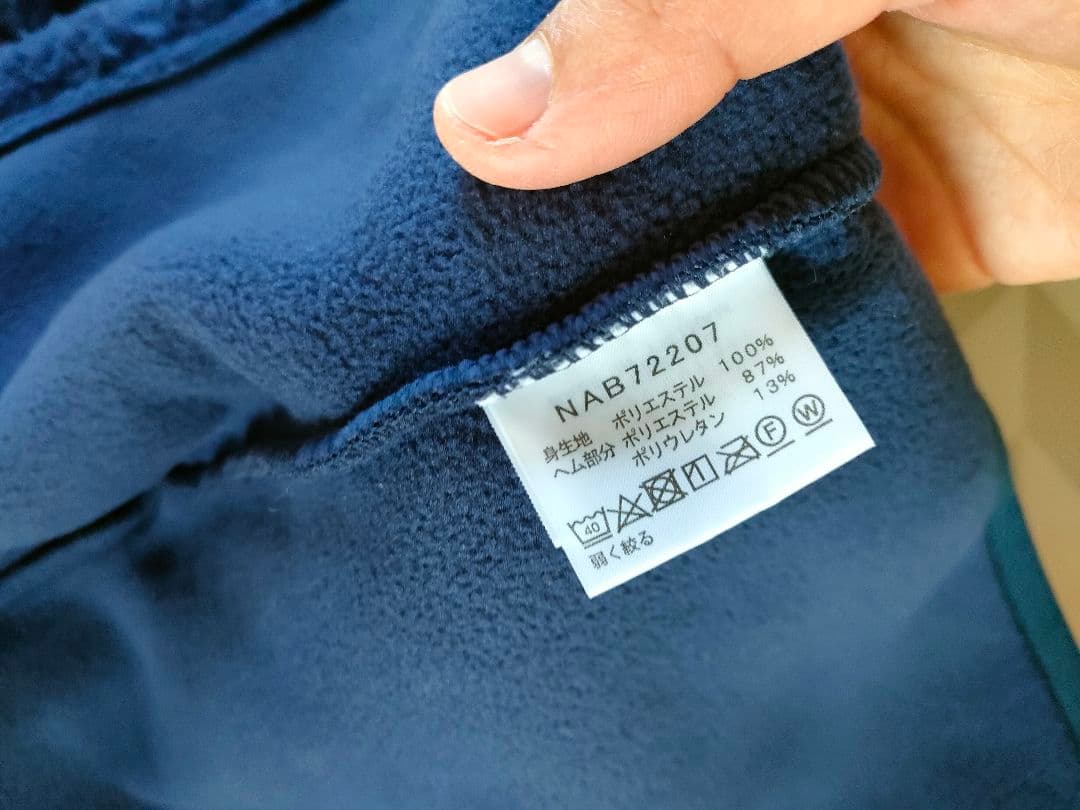 NAB72207
身生地 ポリエステル 100%
ヘム部分 ポリエステル 87%
ポリウレタン 13%
40 F W
弱く絞る